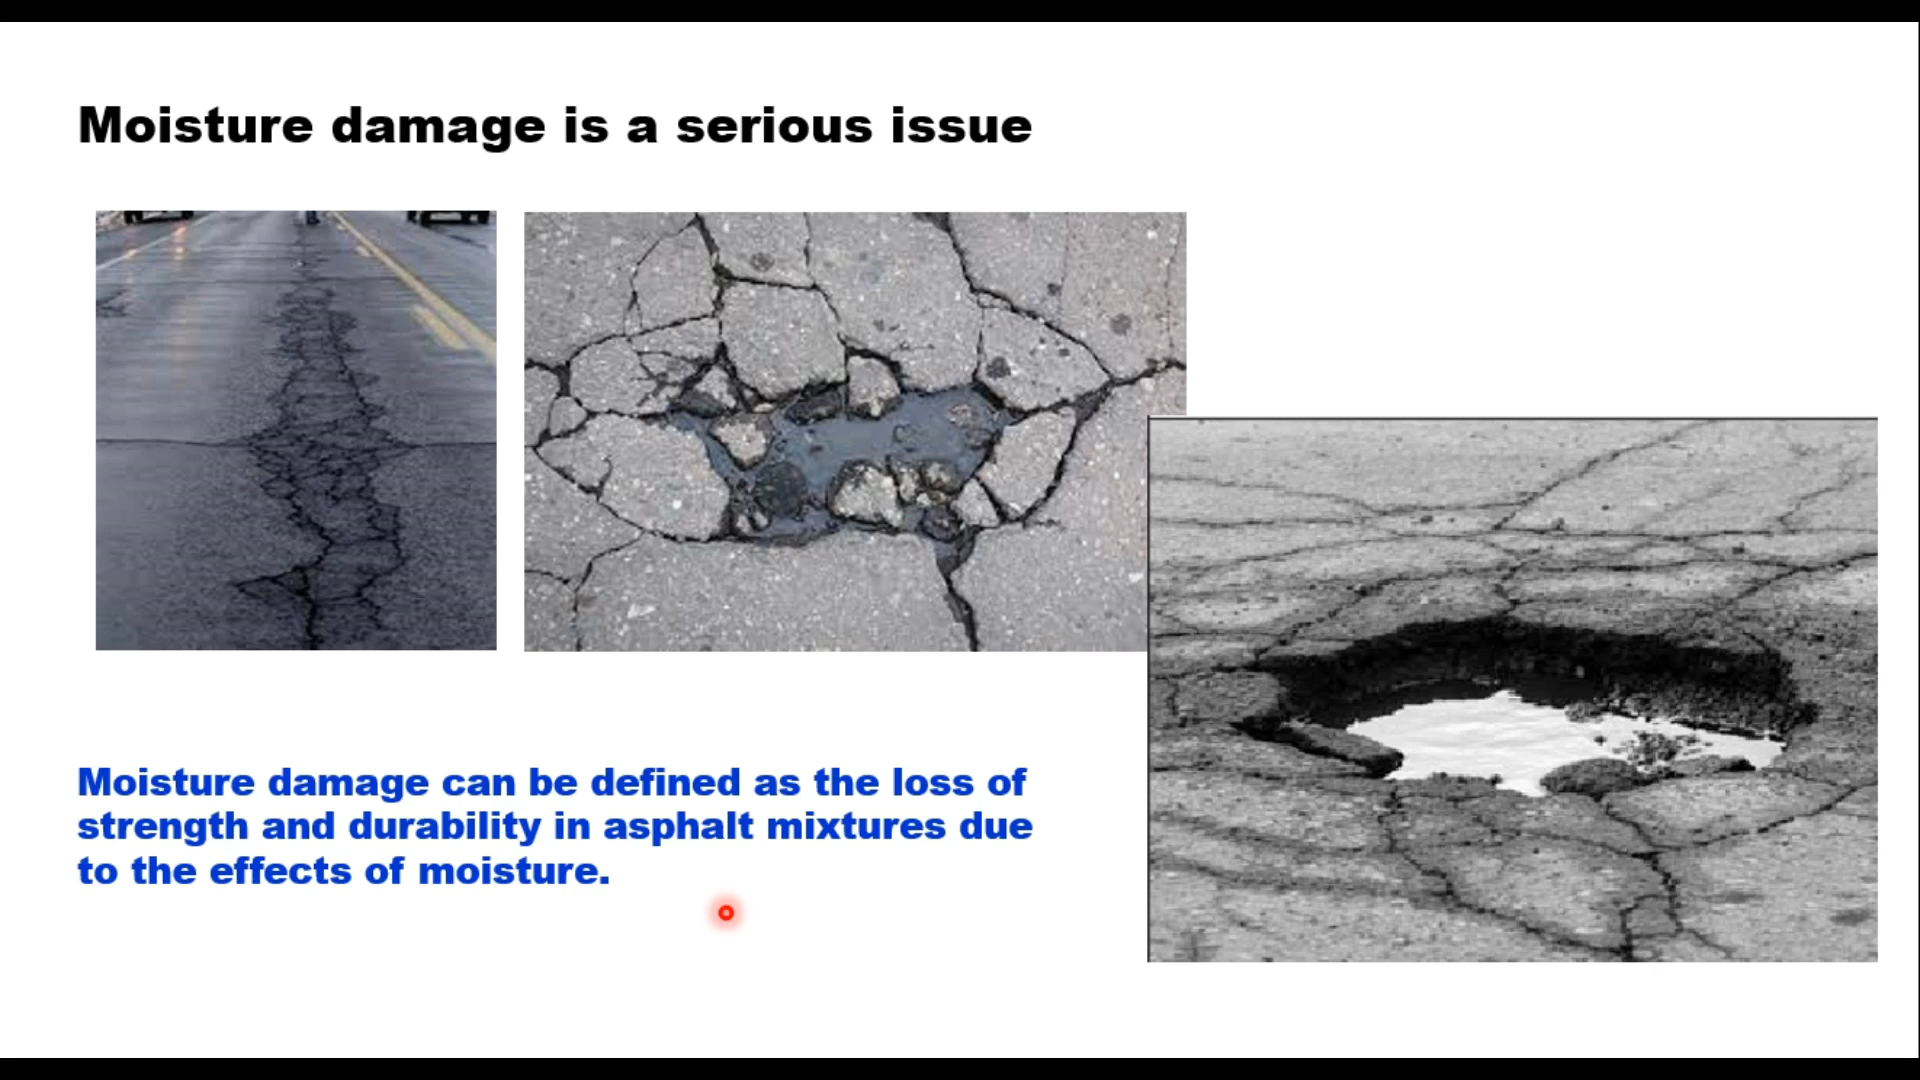 Moisture damage is a serious issue
Moisture damage can be defined as the loss of
strength and durability in asphalt mixtures due
to the effects of moisture.